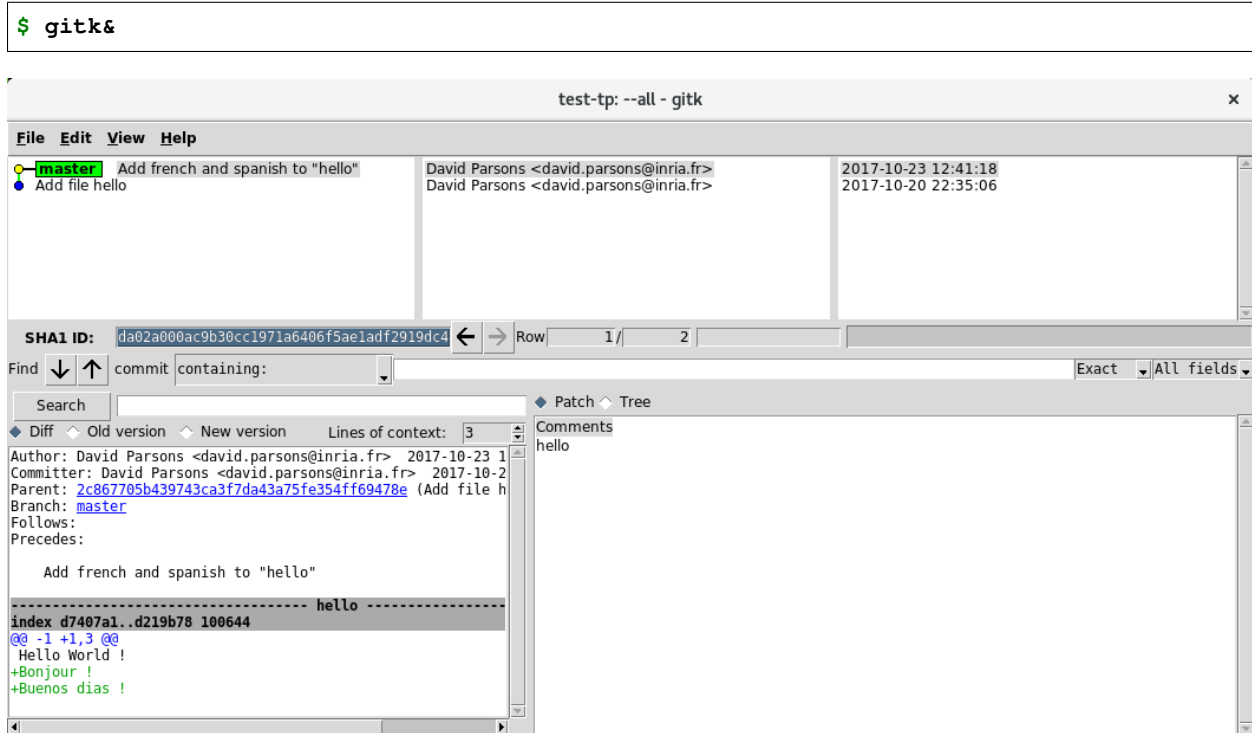 $ gitk&
test-tp: --all - gitk ×
File Edit View Help
master Add french and spanish to "hello" David Parsons <david.parsons@inria.fr> 2017-10-23 12:41:18
Add file hello David Parsons <david.parsons@inria.fr> 2017-10-20 22:35:06
SHA1 ID: da02a000ac9b30cc1971a6406f5ae1adf2919dc4 Row 1 / 2
Find commit containing: Exact All fields
Search Patch Tree
Diff Old version New version Lines of context: 3 Comments
hello
Author: David Parsons <david.parsons@inria.fr> 2017-10-23 1
Committer: David Parsons <david.parsons@inria.fr> 2017-10-2
Parent: 2c867705b439743ca3f7da43a75fe354ff69478e (Add file h
Branch: master
Follows:
Precedes:
Add french and spanish to "hello"
----------------------------------- hello -----------------
index d7407a1..d219b78 100644
@@ -1 +1,3 @@
Hello World !
+Bonjour !
+Buenos dias !